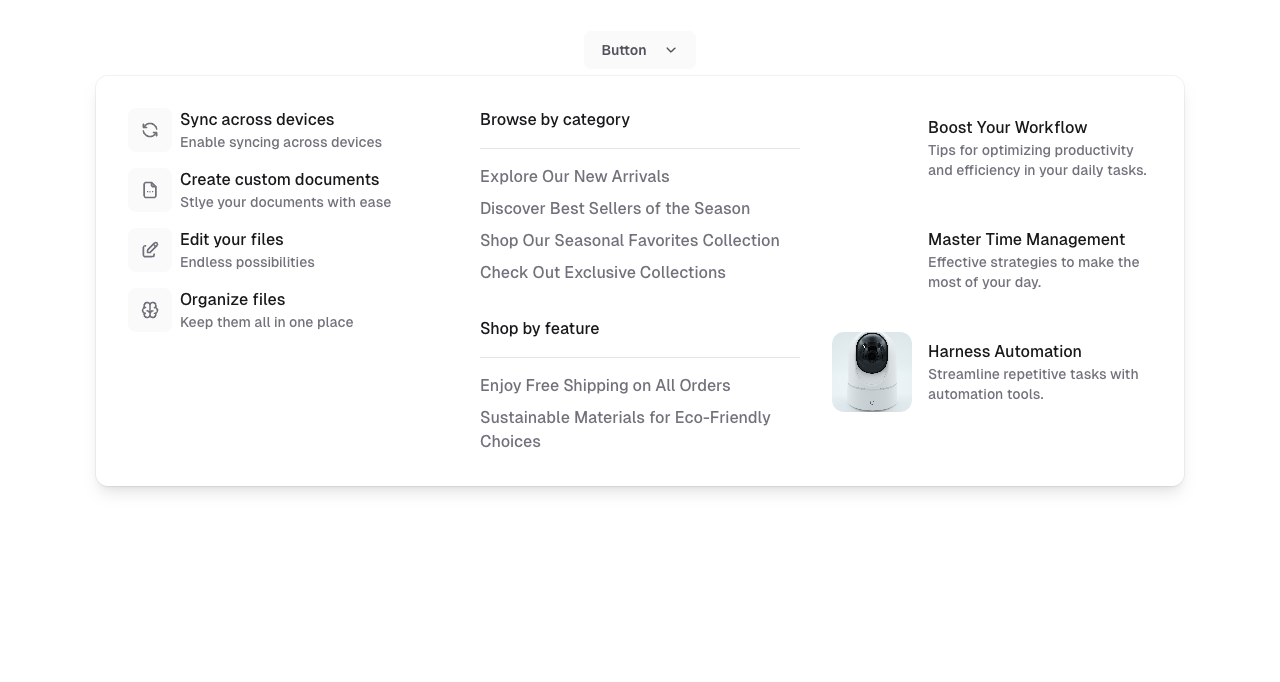 Button
Sync across devices
Enable syncing across devices
Create custom documents
Stlye your documents with ease
Edit your files
Endless possibilities
Organize files
Keep them all in one place
Browse by category
Explore Our New Arrivals
Discover Best Sellers of the Season
Shop Our Seasonal Favorites Collection
Check Out Exclusive Collections
Shop by feature
Enjoy Free Shipping on All Orders
Sustainable Materials for Eco-Friendly
Choices
Boost Your Workflow
Tips for optimizing productivity
and efficiency in your daily tasks.
Master Time Management
Effective strategies to make the
most of your day.
Harness Automation
Streamline repetitive tasks with
automation tools.